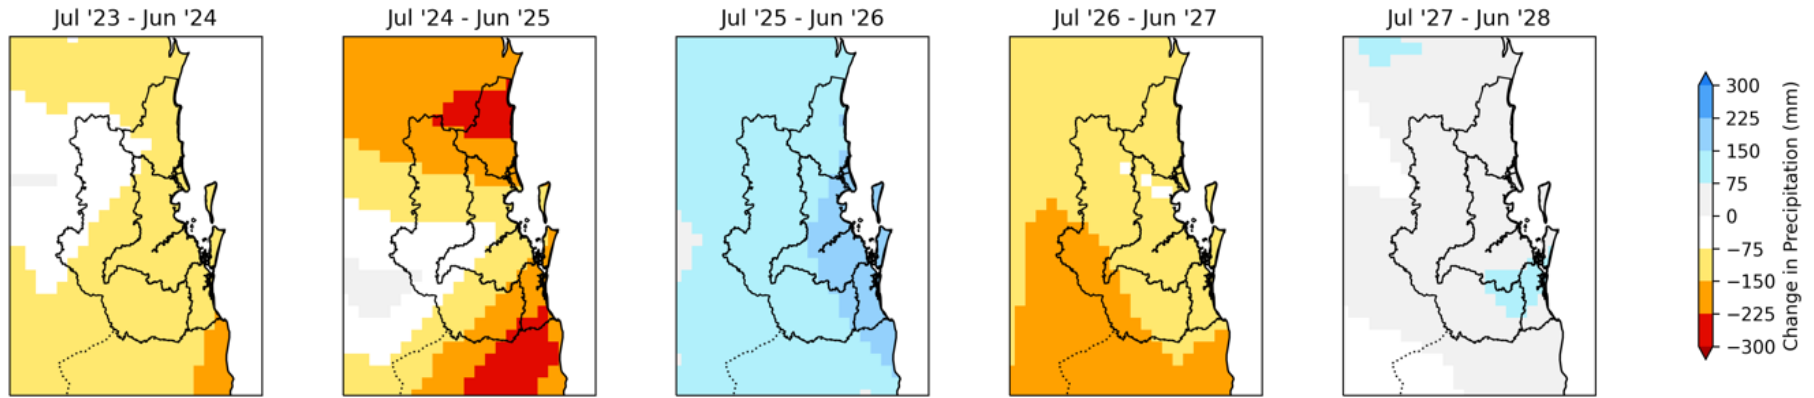 Jul '23 - Jun '24
Jul '24 - Jun '25
Jul '25 - Jun '26
Jul '26 - Jun '27
Jul '27 - Jun '28
300
225
150
75
0
−75
−150
−225
−300
Change in Precipitation (mm)